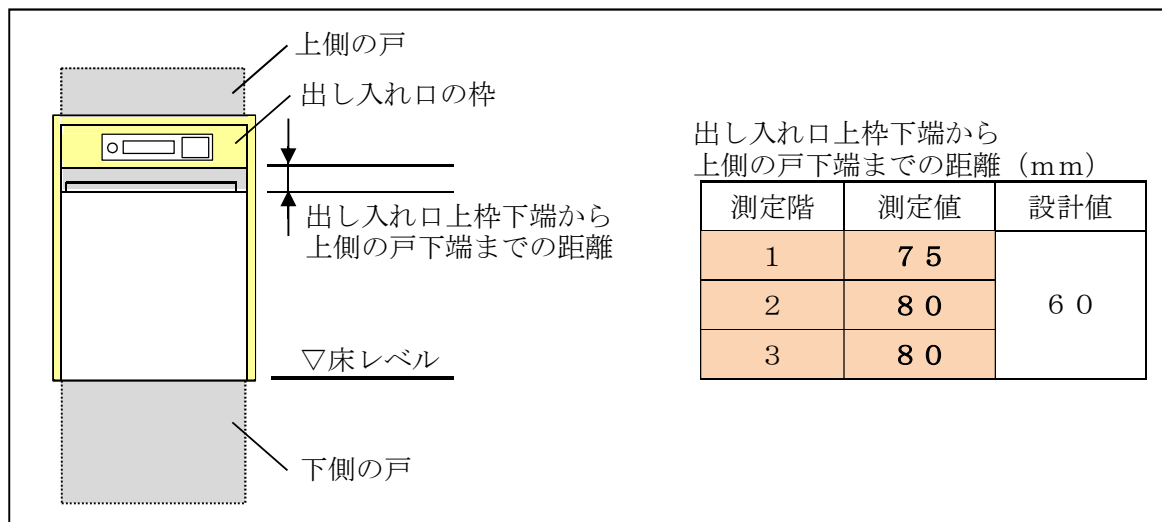 上側の戸
出し入れ口の枠
出し入れ口上枠下端から
上側の戸下端までの距離
▽床レベル
下側の戸
出し入れ口上枠下端から
上側の戸下端までの距離（ｍｍ）
測定階 測定値 設計値
１ ７５
２ ８０ ６０
３ ８０